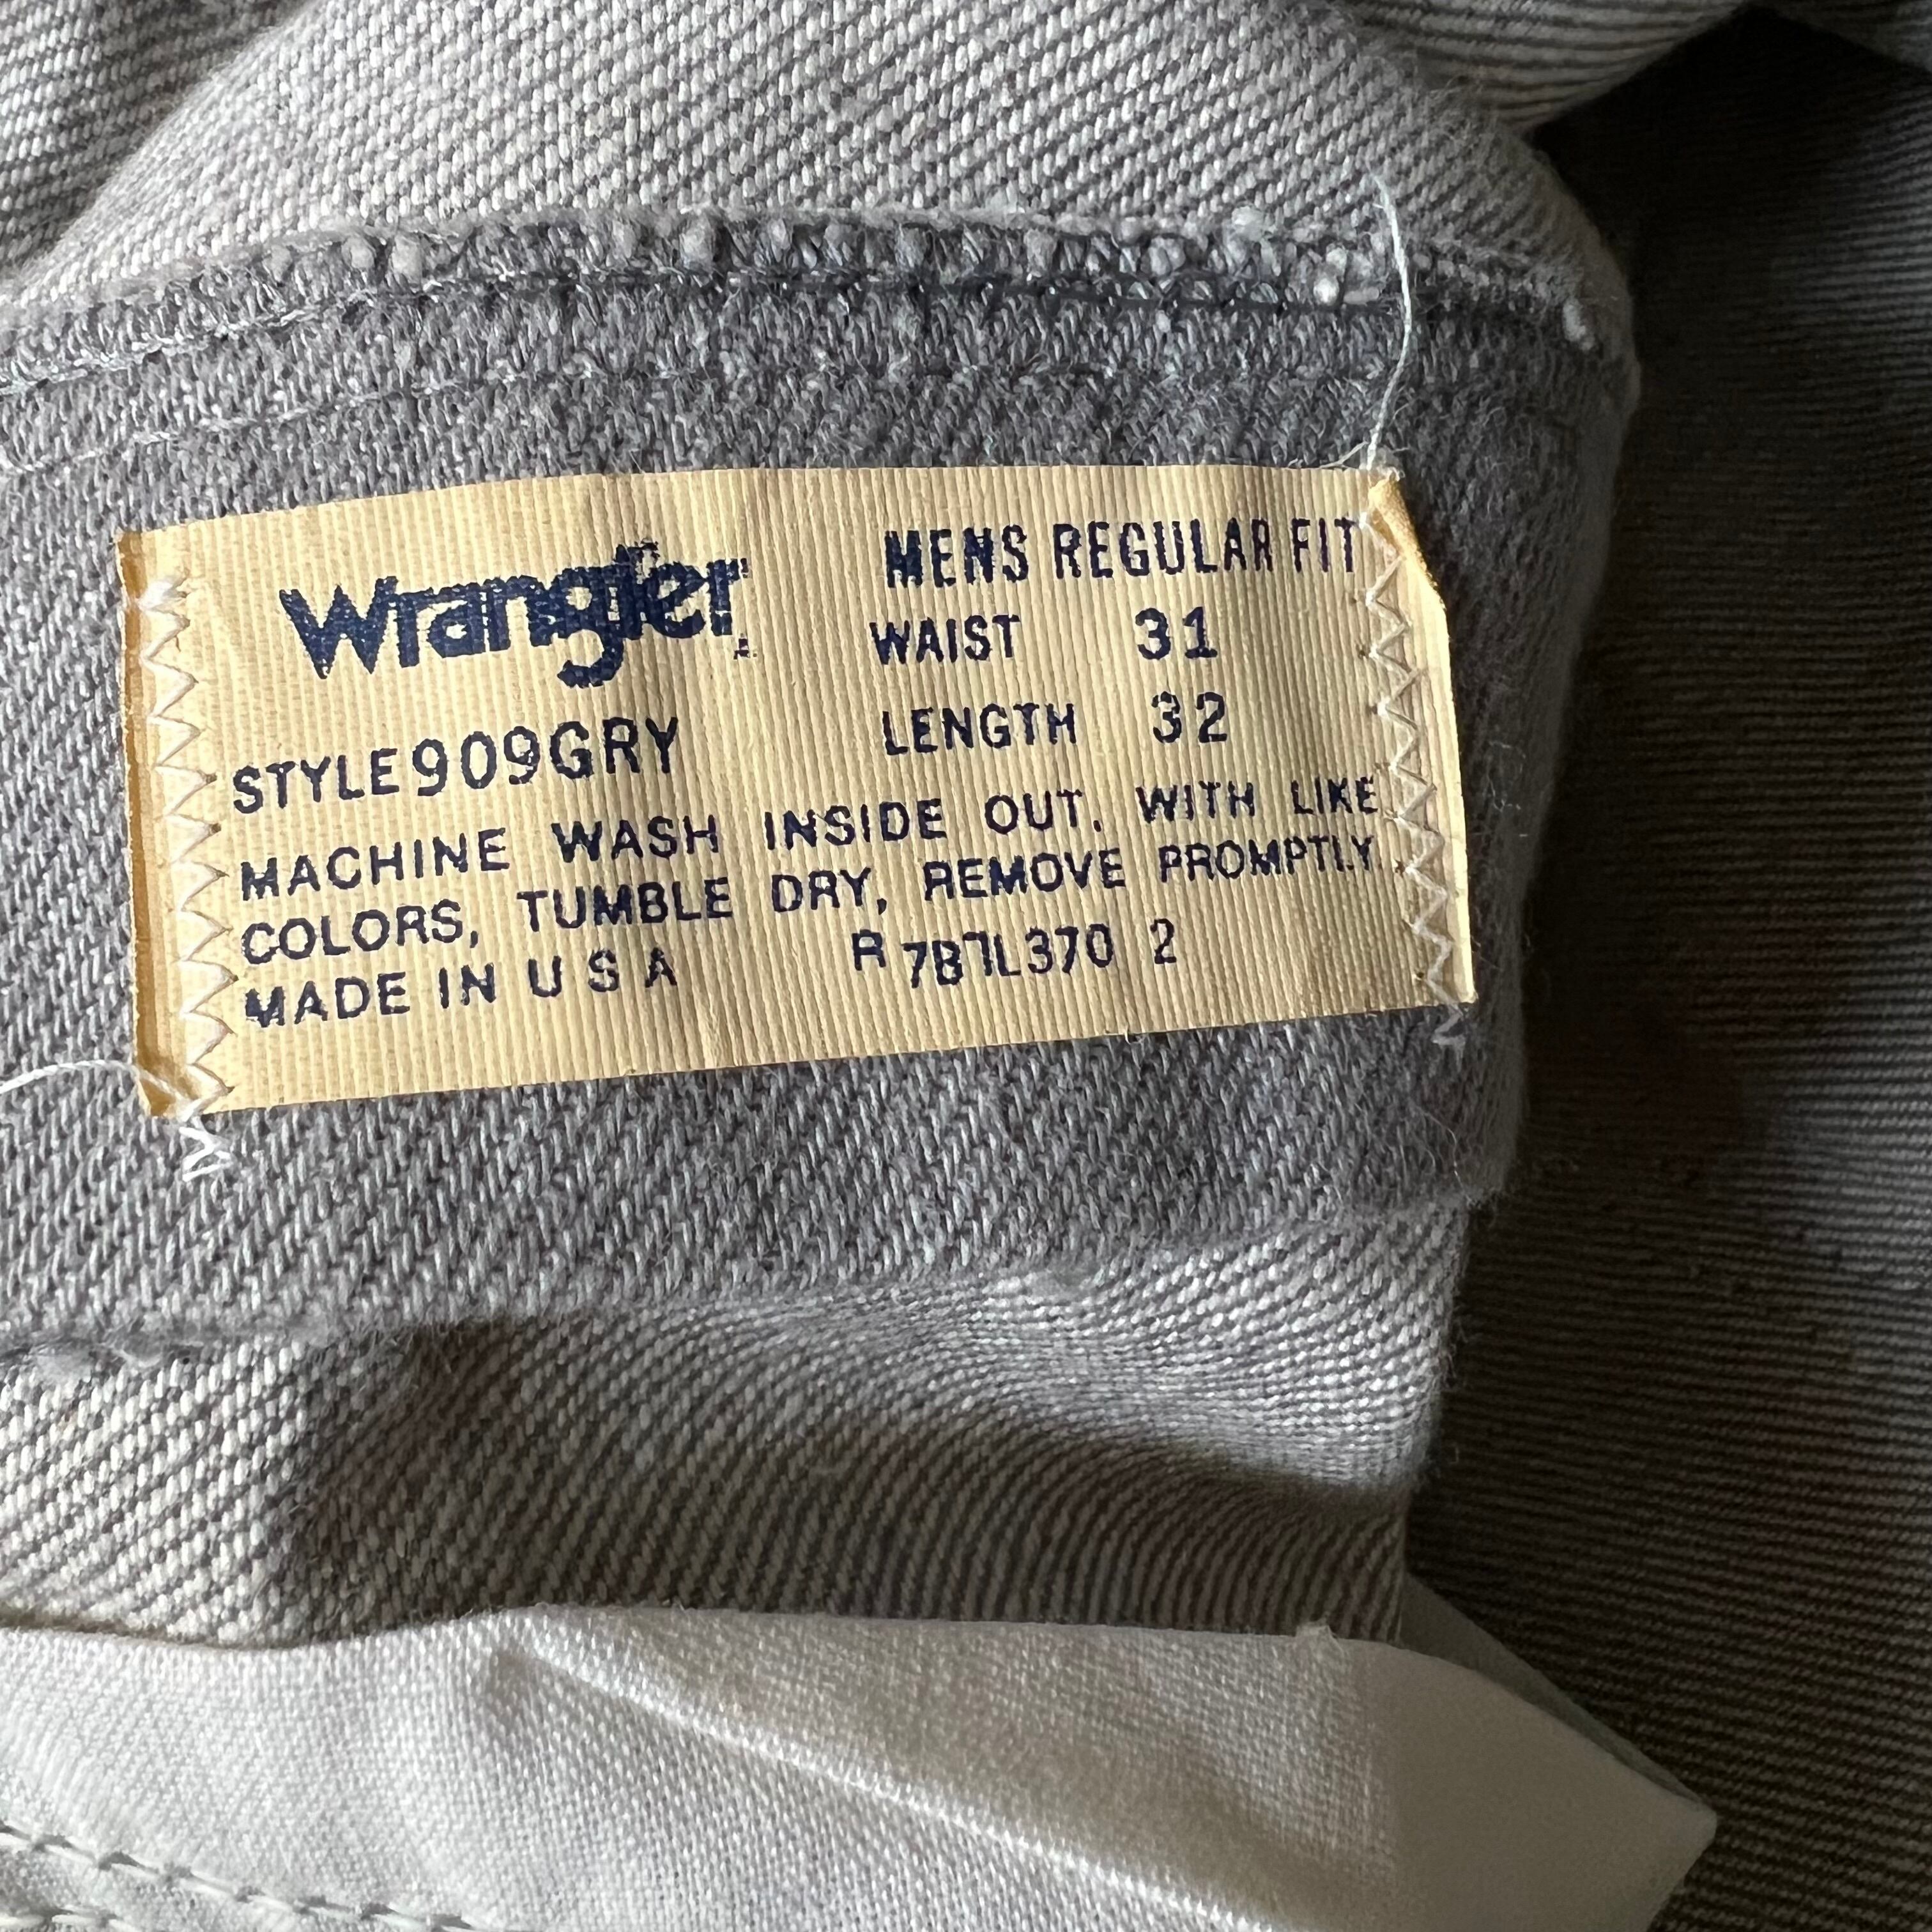 Wrangler
MENS REGULAR FIT
WAIST 31
STYLE 909GRY
LENGTH 32
MACHINE WASH INSIDE OUT, WITH LIKE
COLORS, TUMBLE DRY, REMOVE PROMPTLY
MADE IN U S A R 7B7L370 2